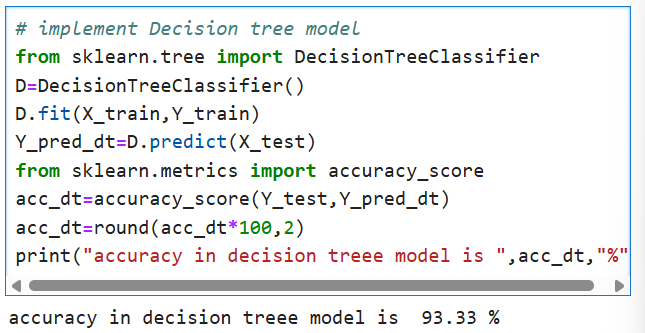 # implement Decision tree model
from sklearn.tree import DecisionTreeClassifier
D=DecisionTreeClassifier()
D.fit(X_train,Y_train)
Y_pred_dt=D.predict(X_test)
from sklearn.metrics import accuracy_score
acc_dt=accuracy_score(Y_test,Y_pred_dt)
acc_dt=round(acc_dt*100,2)
print("accuracy in decision treee model is ",acc_dt,"%"
accuracy in decision treee model is  93.33 %